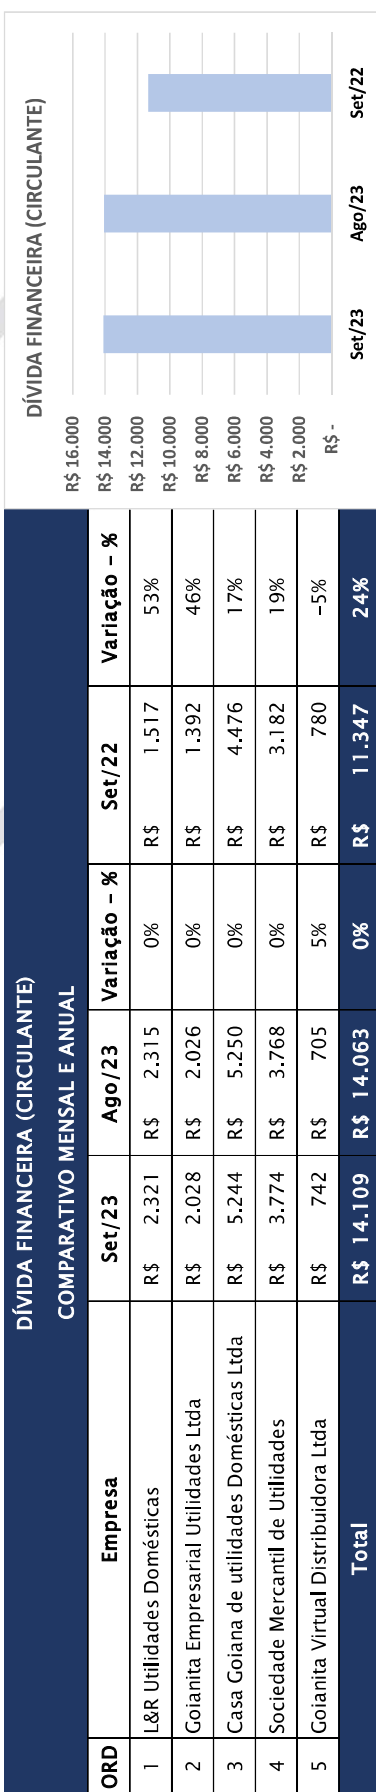 DÍVIDA FINANCEIRA (CIRCULANTE)
COMPARATIVO MENSAL E ANUAL
ORD Empresa Set/23 Ago/23 Variação – % Set/22 Variação – %
1 L&R Utilidades Domésticas R$ 2.321 R$ 2.315 0% R$ 1.517 53%
2 Goianita Empresarial Utilidades Ltda R$ 2.028 R$ 2.026 0% R$ 1.392 46%
3 Casa Goiana de utilidades Domésticas Ltda R$ 5.244 R$ 5.250 0% R$ 4.476 17%
4 Sociedade Mercantil de Utilidades R$ 3.774 R$ 3.768 0% R$ 3.182 19%
5 Goianita Virtual Distribuidora Ltda R$ 742 R$ 705 5% R$ 780 –5%
Total R$ 14.109 R$ 14.063 0% R$ 11.347 24%
DÍVIDA FINANCEIRA (CIRCULANTE)
R$ 16.000
R$ 14.000
R$ 12.000
R$ 10.000
R$ 8.000
R$ 6.000
R$ 4.000
R$ 2.000
R$ -
Set/23 Ago/23 Set/22